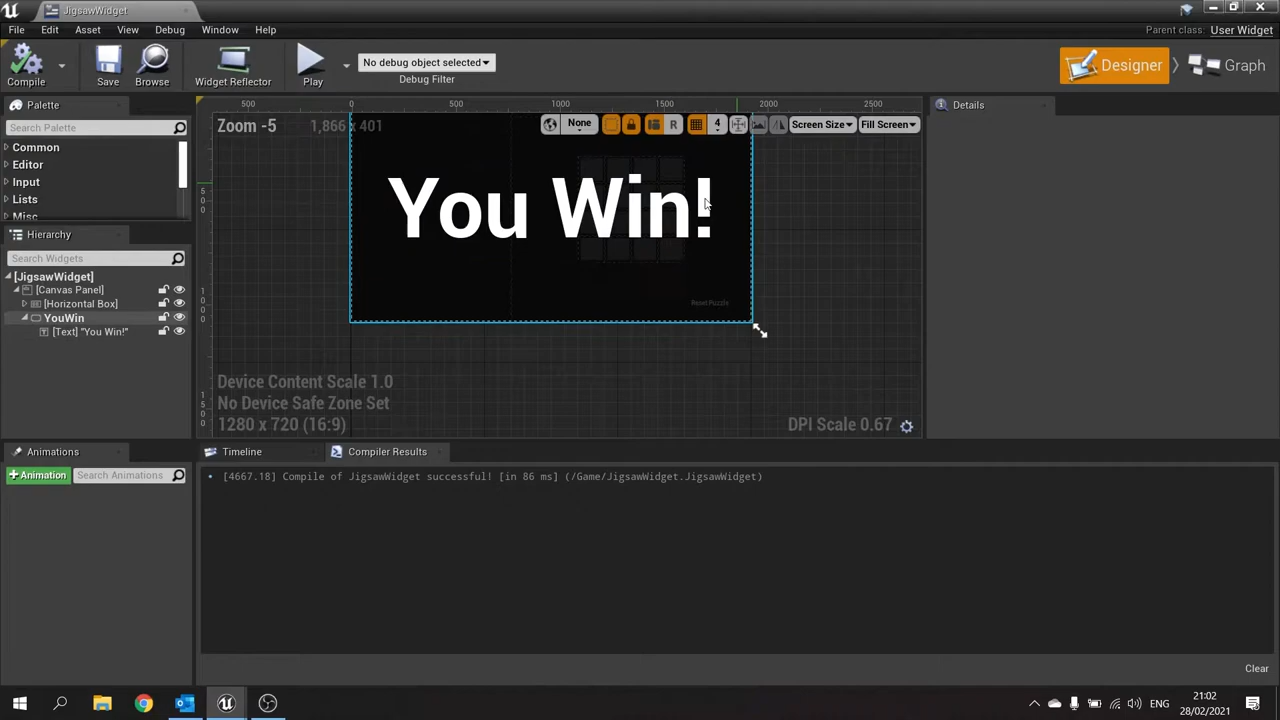 JigsawWidget
File Edit Asset View Debug Window Help
Parent class: User Widget
Compile
Save
Browse
Widget Reflector
Play
No debug object selected
Debug Filter
Designer
Graph
Palette
Search Palette
Common
Editor
Input
Lists
Misc
Hierarchy
Search Widgets
[JigsawWidget]
[Canvas Panel]
[Horizontal Box]
YouWin
[Text] "You Win!"
500 0 500 1000 1500 2000 2500
Zoom -5
1,866 x 401
None
R
4
Screen Size
Fill Screen
500
1000
1500
You Win!
Reset Puzzle
Device Content Scale 1.0
No Device Safe Zone Set
1280 x 720 (16:9)
DPI Scale 0.67
Details
Animations
+Animation
Search Animations
Timeline
Compiler Results
[4667.18] Compile of JigsawWidget successful! [in 86 ms] (/Game/JigsawWidget.JigsawWidget)
Clear
ENG
21:02
28/02/2021